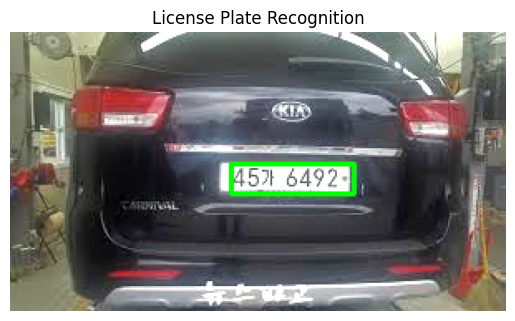 License Plate Recognition
KIA
45가 6492
CARNIVAL